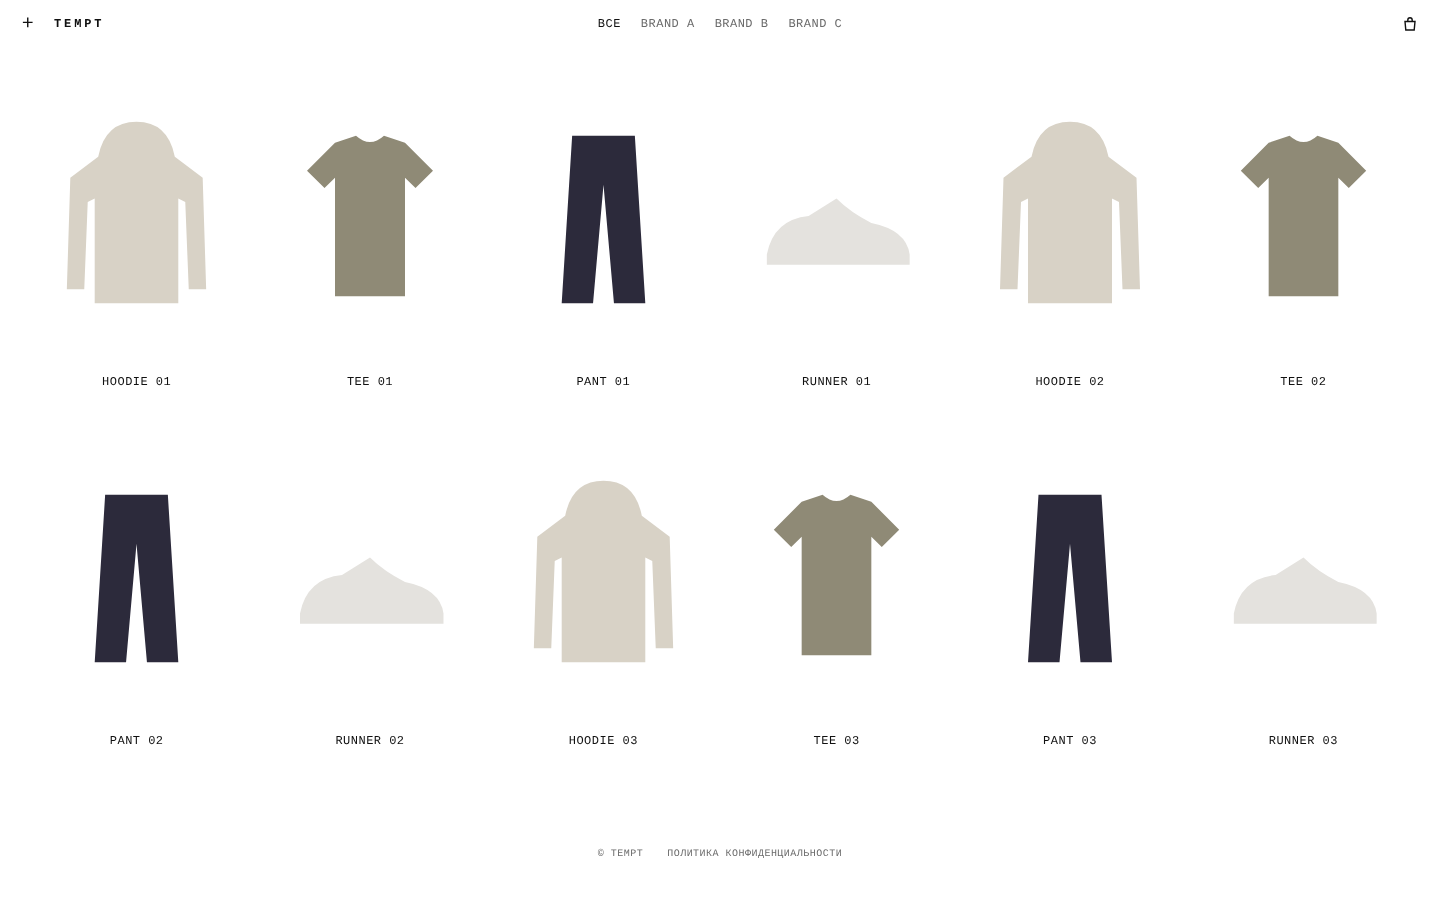 + TEMPT ВСЕ BRAND A BRAND B BRAND C
HOODIE 01 TEE 01 PANT 01 RUNNER 01 HOODIE 02 TEE 02
PANT 02 RUNNER 02 HOODIE 03 TEE 03 PANT 03 RUNNER 03
© TEMPT ПОЛИТИКА КОНФИДЕНЦИАЛЬНОСТИ